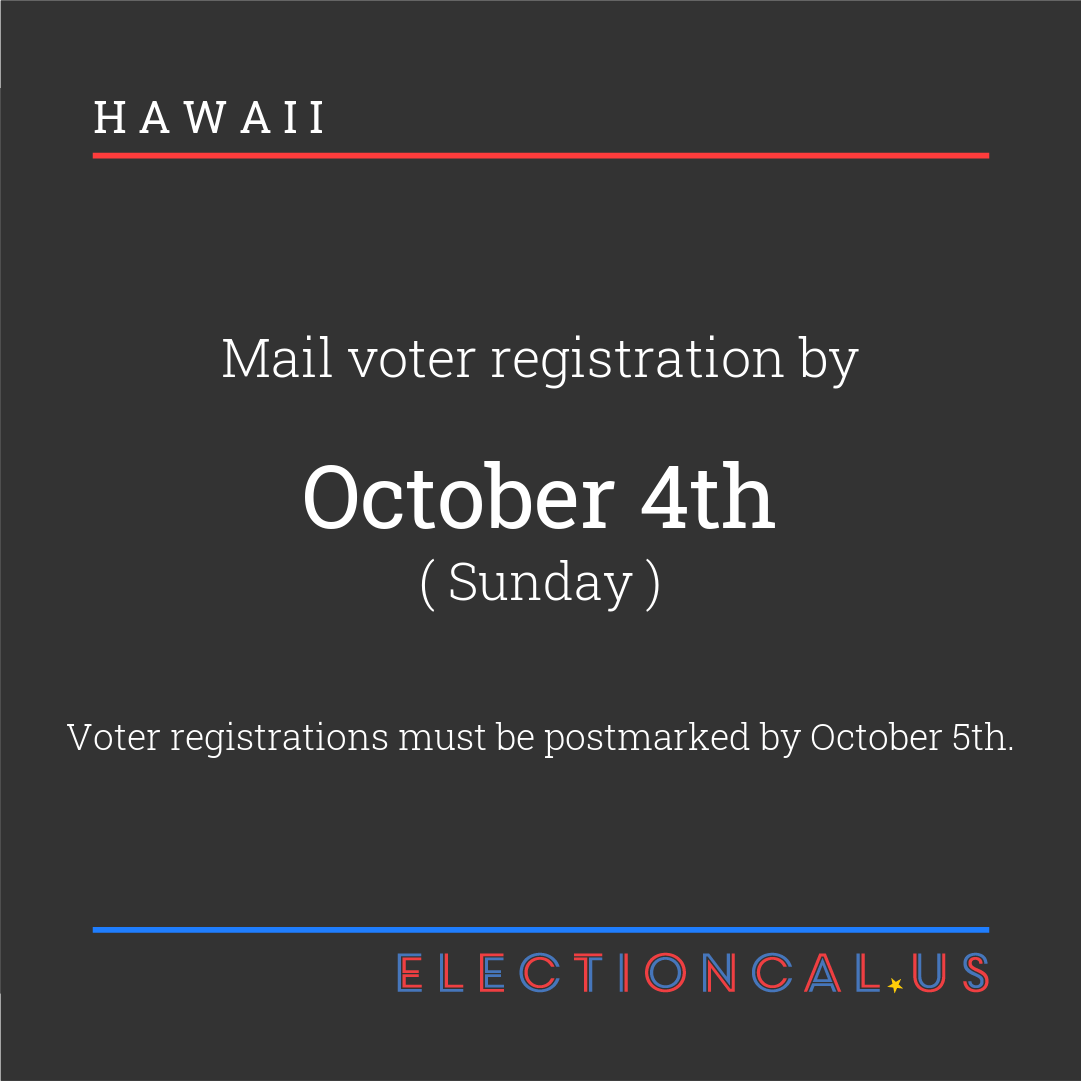 HAWAII
Mail voter registration by
October 4th
( Sunday )
Voter registrations must be postmarked by October 5th.
ELECTIONCAL.US